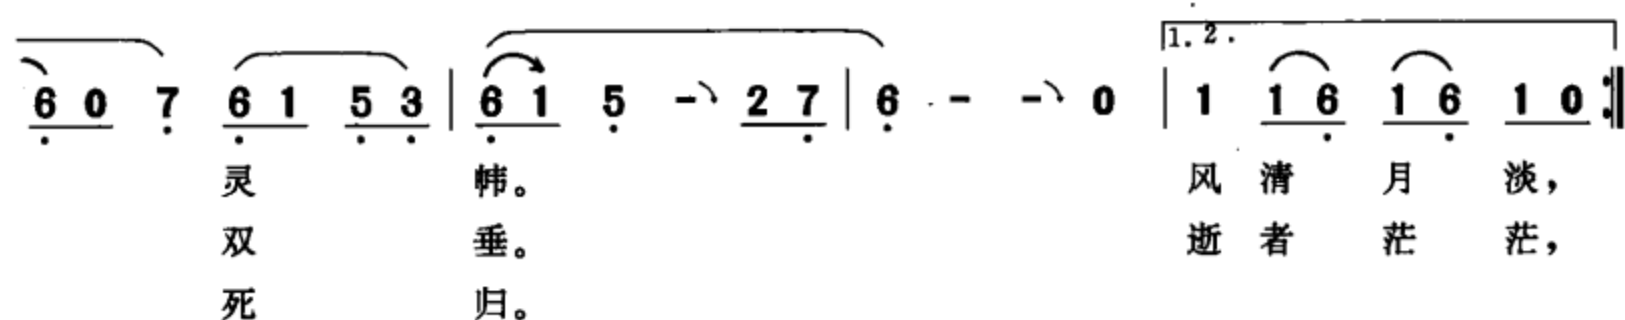 1. 2.
6 0 7 6 1 5 3 | 6 1 5 - 2 7 | 6 - - 0 | 1 1 6 1 6 1 0 :‖
灵 帏。 风 清 月 淡，
双 垂。 逝 者 茫 茫，
死 归。